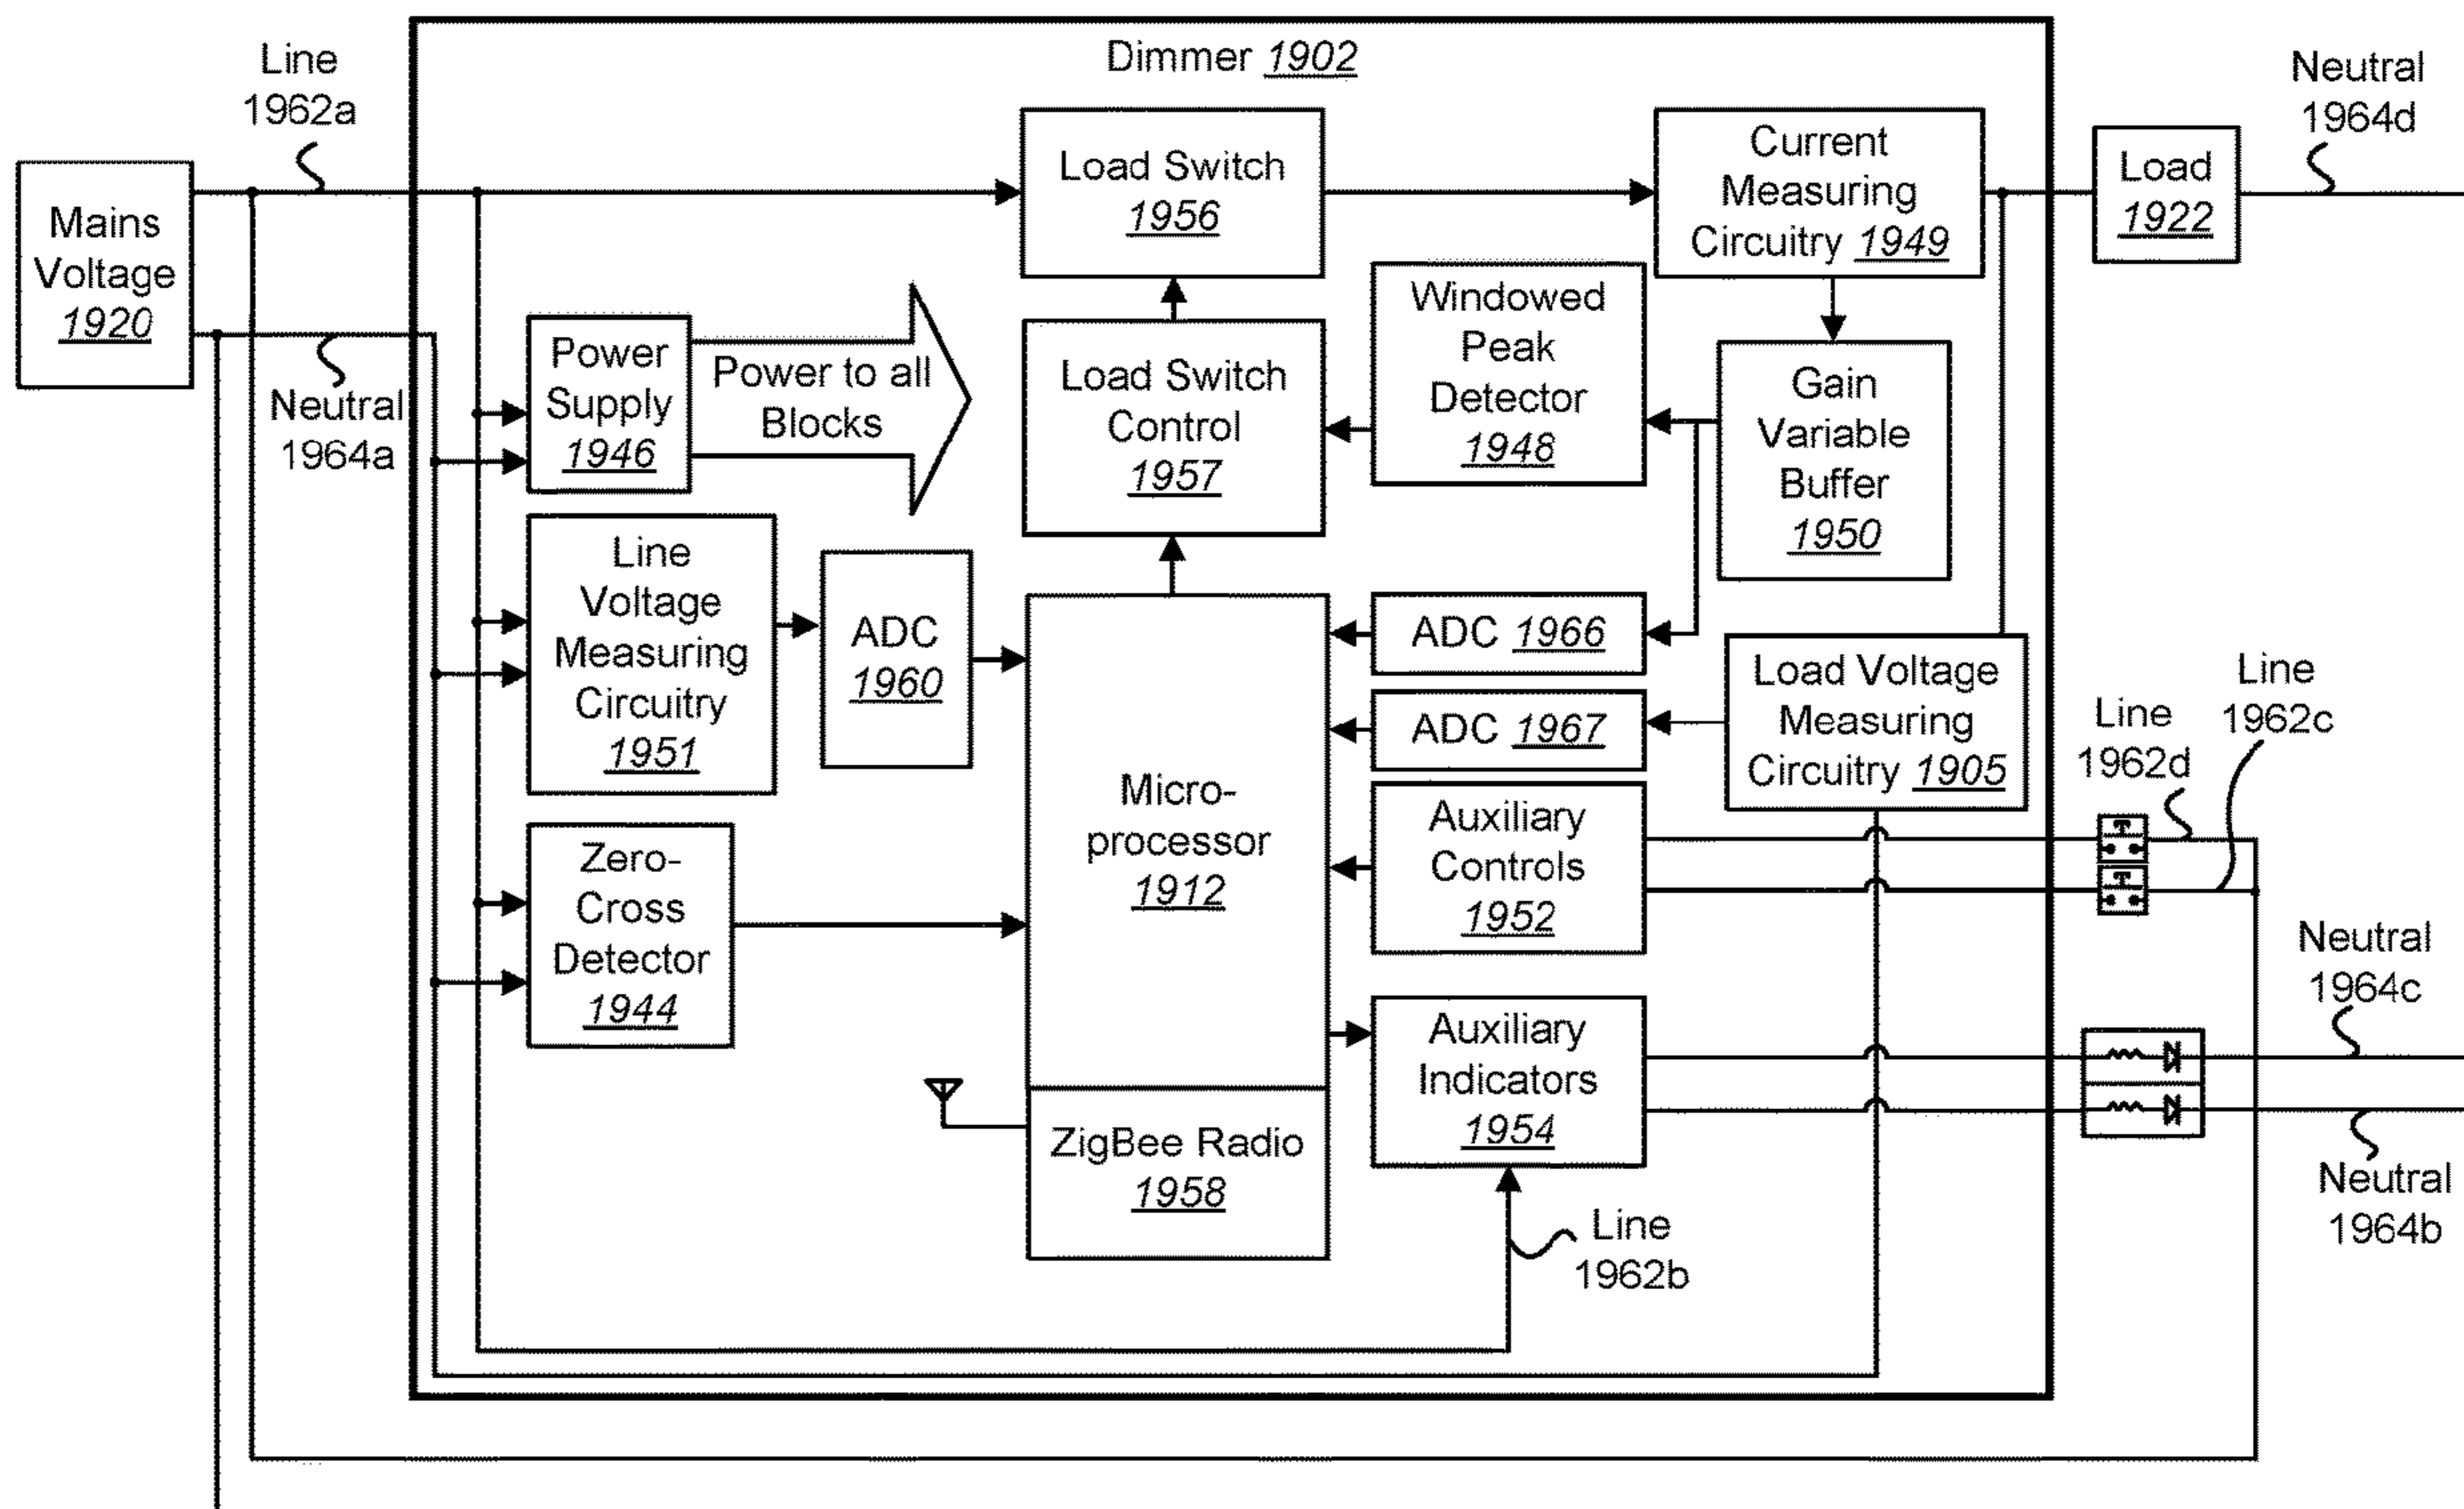 Dimmer 1902
Line
1962a
Mains
Voltage
1920
Neutral
1964a
Load Switch
1956
Current
Measuring
Circuitry 1949
Load
1922
Neutral
1964d
Power
Supply
1946
Power to all
Blocks
Load Switch
Control
1957
Windowed
Peak
Detector
1948
Gain
Variable
Buffer
1950
Line
Voltage
Measuring
Circuitry
1951
ADC
1960
ADC 1966
ADC 1967
Load Voltage
Measuring
Circuitry 1905
Line
1962d
Line
1962c
Micro-
processor
1912
Auxiliary
Controls
1952
Zero-
Cross
Detector
1944
Auxiliary
Indicators
1954
Neutral
1964c
Neutral
1964b
ZigBee Radio
1958
Line
1962b